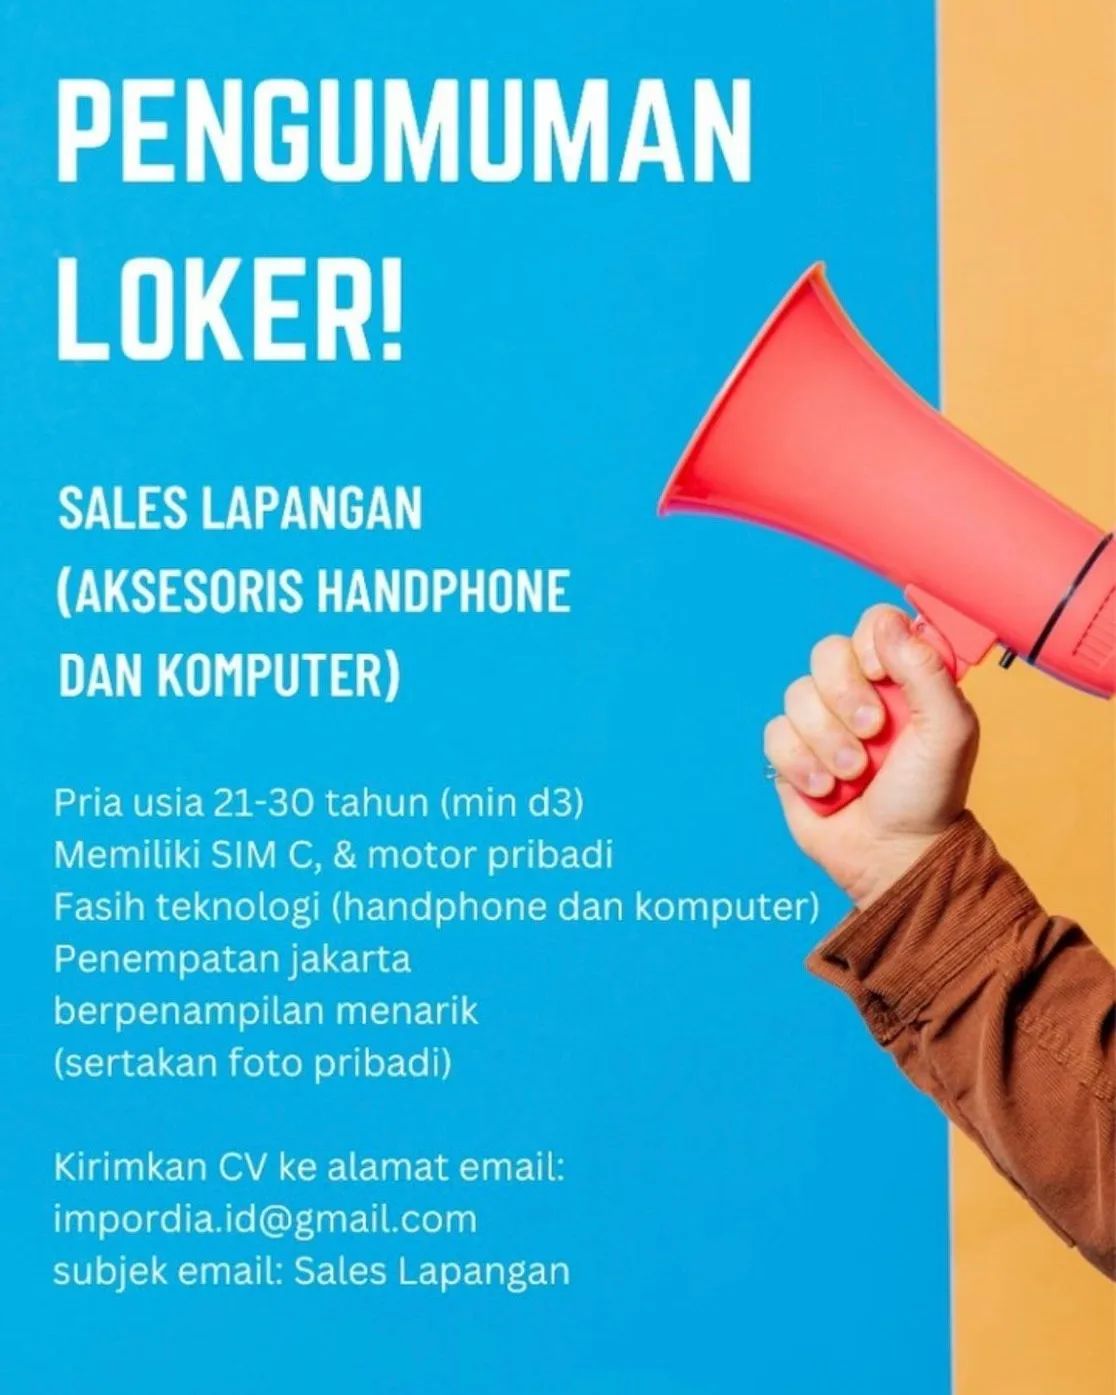 PENGUMUMAN
LOKER!
SALES LAPANGAN
(AKSESORIS HANDPHONE
DAN KOMPUTER)
Pria usia 21-30 tahun (min d3)
Memiliki SIM C, & motor pribadi
Fasih teknologi (handphone dan komputer)
Penempatan jakarta
berpenampilan menarik
(sertakan foto pribadi)
Kirimkan CV ke alamat email:
impordia.id@gmail.com
subjek email: Sales Lapangan